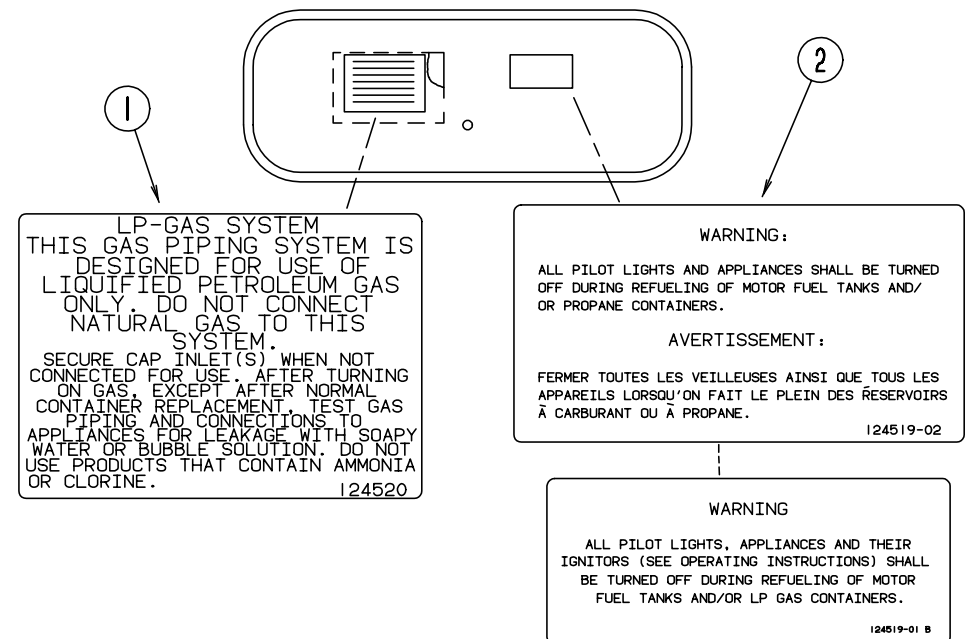 1
2
LP-GAS SYSTEM
THIS GAS PIPING SYSTEM IS
DESIGNED FOR USE OF
LIQUIFIED PETROLEUM GAS
ONLY. DO NOT CONNECT
NATURAL GAS TO THIS
SYSTEM.
SECURE CAP INLET(S) WHEN NOT
CONNECTED FOR USE. AFTER TURNING
ON GAS, EXCEPT AFTER NORMAL
CONTAINER REPLACEMENT, TEST GAS
PIPING AND CONNECTIONS TO
APPLIANCES FOR LEAKAGE WITH SOAPY
WATER OR BUBBLE SOLUTION. DO NOT
USE PRODUCTS THAT CONTAIN AMMONIA
OR CLORINE.
124520
WARNING:
ALL PILOT LIGHTS AND APPLIANCES SHALL BE TURNED
OFF DURING REFUELING OF MOTOR FUEL TANKS AND/
OR PROPANE CONTAINERS.
AVERTISSEMENT:
FERMER TOUTES LES VEILLEUSES AINSI QUE TOUS LES
APPAREILS LORSQU'ON FAIT LE PLEIN DES RĒSERVOIRS
Ā CARBURANT OU Ā PROPANE.
124519-02
WARNING
ALL PILOT LIGHTS, APPLIANCES AND THEIR
IGNITORS (SEE OPERATING INSTRUCTIONS) SHALL
BE TURNED OFF DURING REFUELING OF MOTOR
FUEL TANKS AND/OR LP GAS CONTAINERS.
124519-01 B